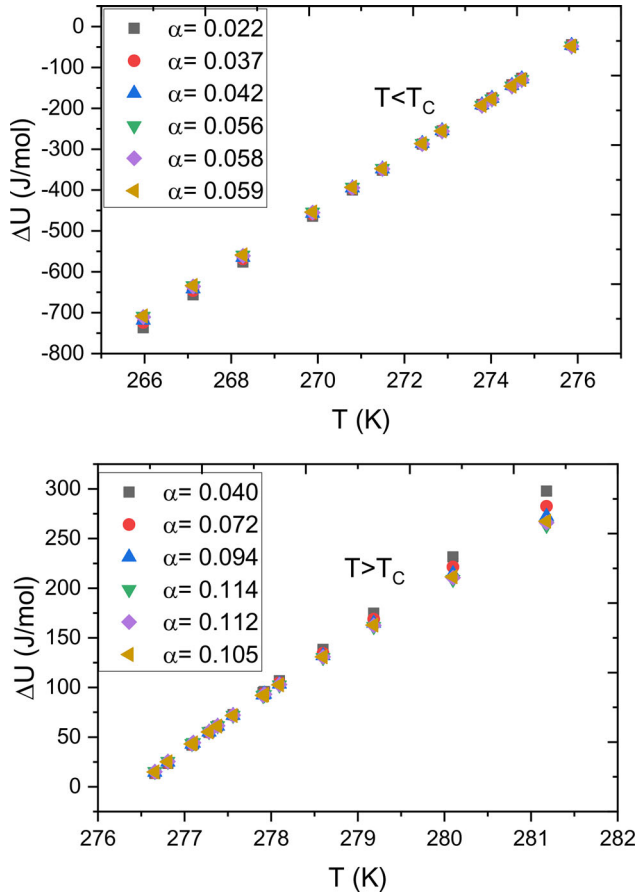 0
-100
-200
-300
-400
-500
-600
-700
-800
ΔU (J/mol)
α= 0.022
α= 0.037
α= 0.042
α= 0.056
α= 0.058
α= 0.059
T<T_C
266 268 270 272 274 276
T (K)
300
250
200
150
100
50
0
ΔU (J/mol)
α= 0.040
α= 0.072
α= 0.094
α= 0.114
α= 0.112
α= 0.105
T>T_C
276 277 278 279 280 281 282
T (K)